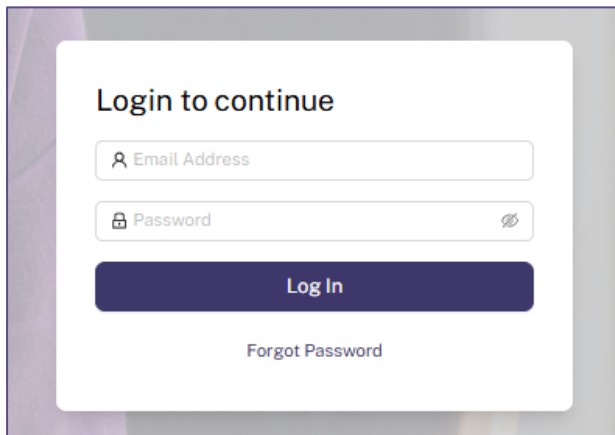 Login to continue
Email Address
Password
Log In
Forgot Password